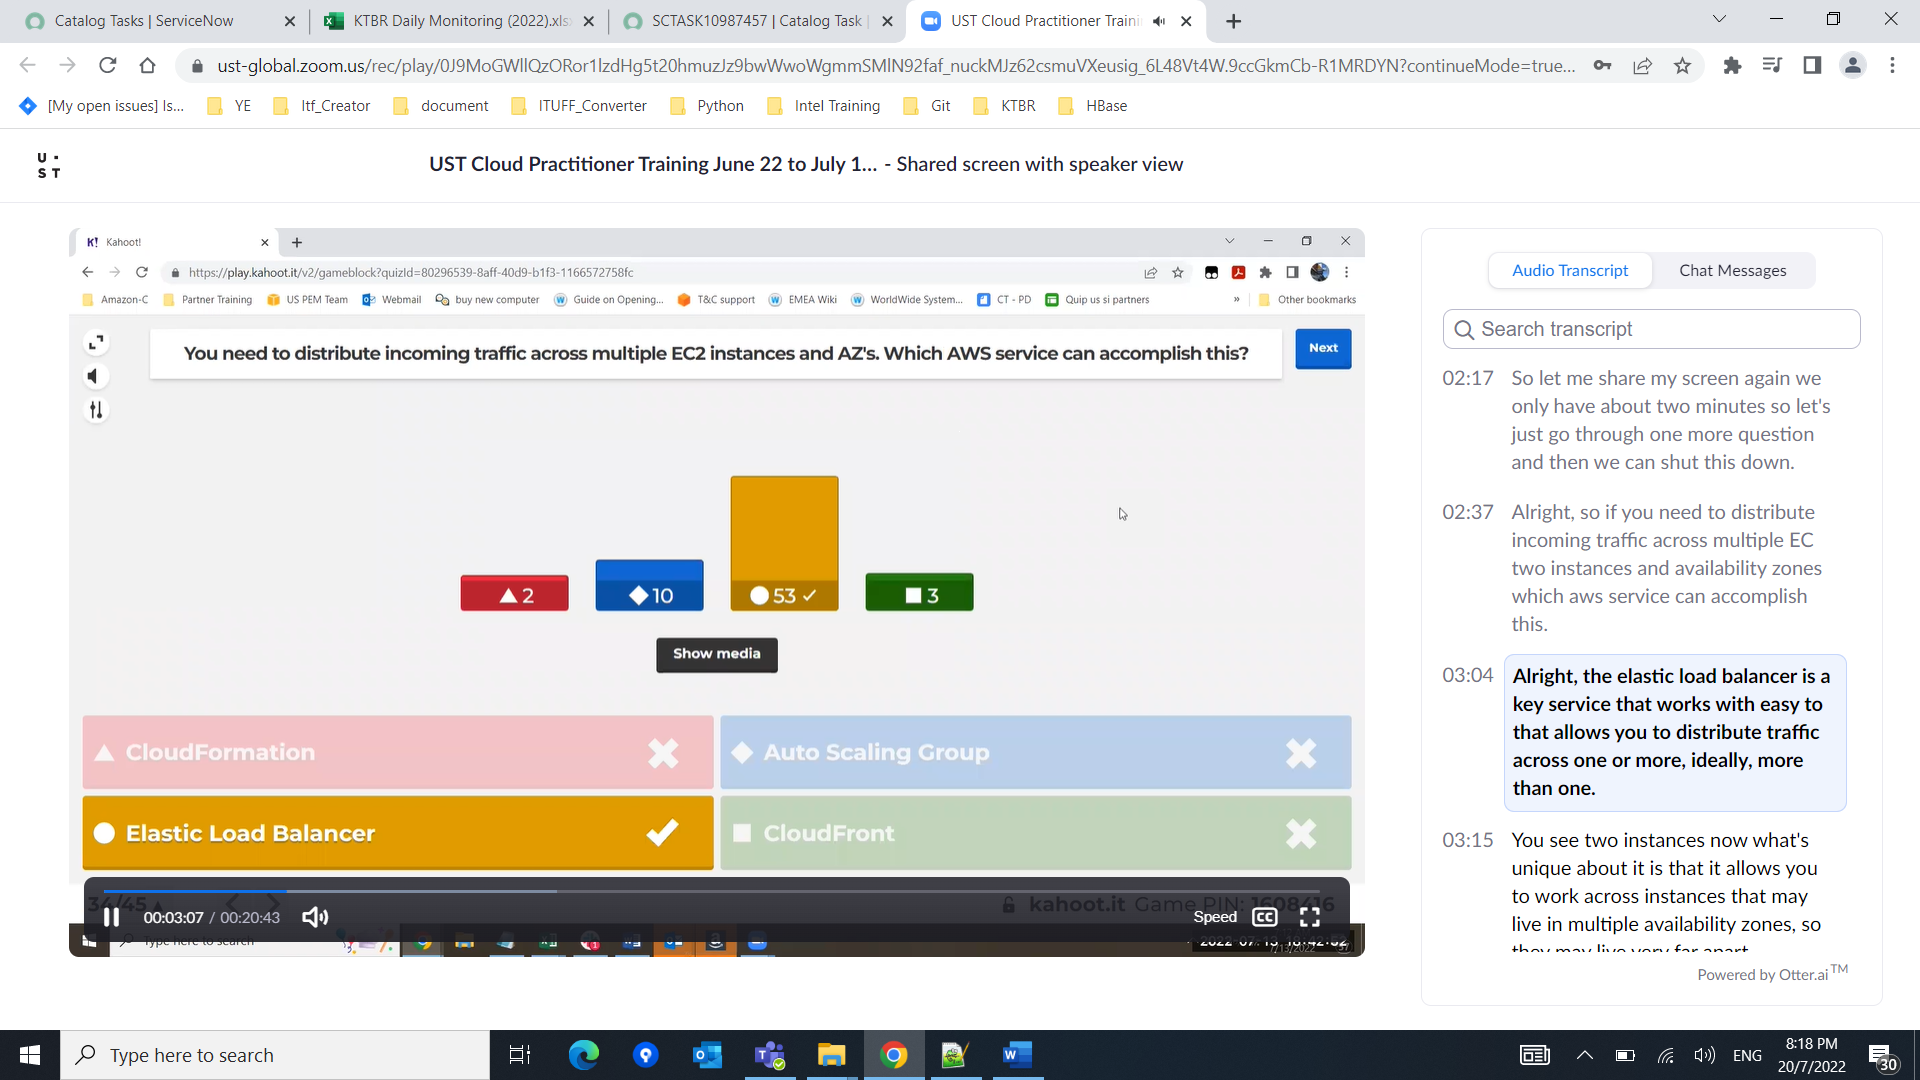 Catalog Tasks | ServiceNow
KTBR Daily Monitoring (2022).xls
SCTASK10987457 | Catalog Task |
UST Cloud Practitioner Traini
ust-global.zoom.us/rec/play/0J9MoGWllQzORor1lzdHg5t20hmuzJz9bwWwoWgmmSMlN92faf_nuckMJz62csmuVXeusig_6L48Vt4W.9ccGkmCb-R1MRDYN?continueMode=true...
[My open issues] Is...
YE
Itf_Creator
document
ITUFF_Converter
Python
Intel Training
Git
KTBR
HBase
U
S T
UST Cloud Practitioner Training June 22 to July 1... - Shared screen with speaker view
K! Kahoot!
https://play.kahoot.it/v2/gameblock?quizId=80296539-8aff-40d9-b1f3-1166572758fc
Amazon-C
Partner Training
US PEM Team
Webmail
buy new computer
Guide on Opening...
T&C support
EMEA Wiki
WorldWide System...
CT - PD
Quip us si partners
»
Other bookmarks
You need to distribute incoming traffic across multiple EC2 instances and AZ's. Which AWS service can accomplish this?
Next
2
10
53
3
Show media
CloudFormation
Auto Scaling Group
Elastic Load Balancer
CloudFront
34/45
kahoot.it Game PIN: 1608416
00:03:07 / 00:20:43
Speed
CC
Type here to search
2022-07-13 18:42:52
7/13/2022
Audio Transcript
Chat Messages
Search transcript
02:17 So let me share my screen again we
only have about two minutes so let's
just go through one more question
and then we can shut this down.
02:37 Alright, so if you need to distribute
incoming traffic across multiple EC
two instances and availability zones
which aws service can accomplish
this.
03:04 Alright, the elastic load balancer is a
key service that works with easy to
that allows you to distribute traffic
across one or more, ideally, more
than one.
03:15 You see two instances now what's
unique about it is that it allows you
to work across instances that may
live in multiple availability zones, so
they may live very far apart
Powered by Otter.ai TM
Type here to search
ENG
8:18 PM
20/7/2022
30